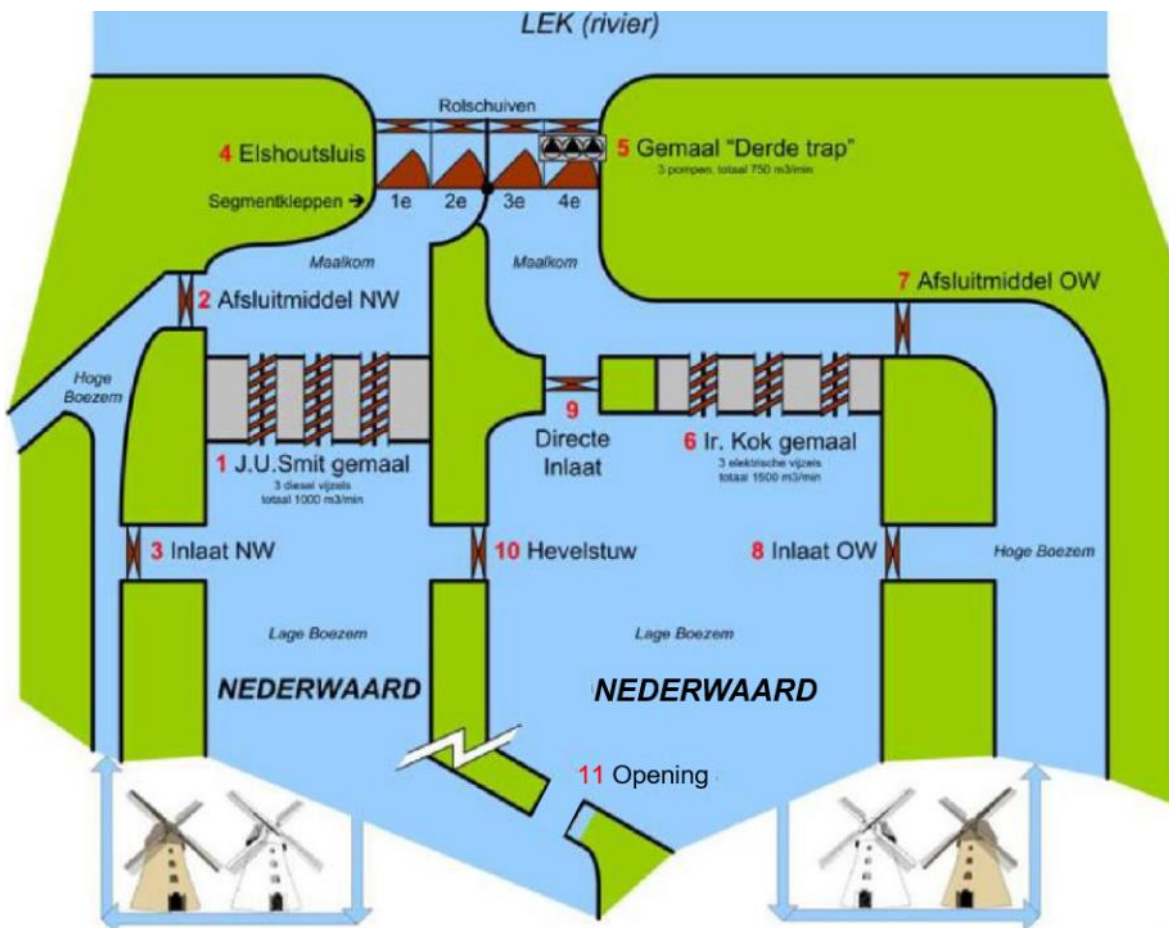 LEK (rivier)
Rolschuiven
4 Elshoutsluis
5 Gemaal "Derde trap"
3 pompen, totaal 750 m3/min
Segmentkleppen →
1e 2e 3e 4e
Maalkom
Maalkom
7 Afsluitmiddel OW
2 Afsluitmiddel NW
Hoge
Boezem
9
Directe
Inlaat
6 Ir. Kok gemaal
3 elektrische vijzels
totaal 1500 m3/min
1 J.U.Smit gemaal
3 diesel vijzels
totaal 1000 m3/min
3 Inlaat NW
10 Hevelstuw
8 Inlaat OW
Hoge Boezem
Lage Boezem
Lage Boezem
NEDERWAARD
NEDERWAARD
11 Opening